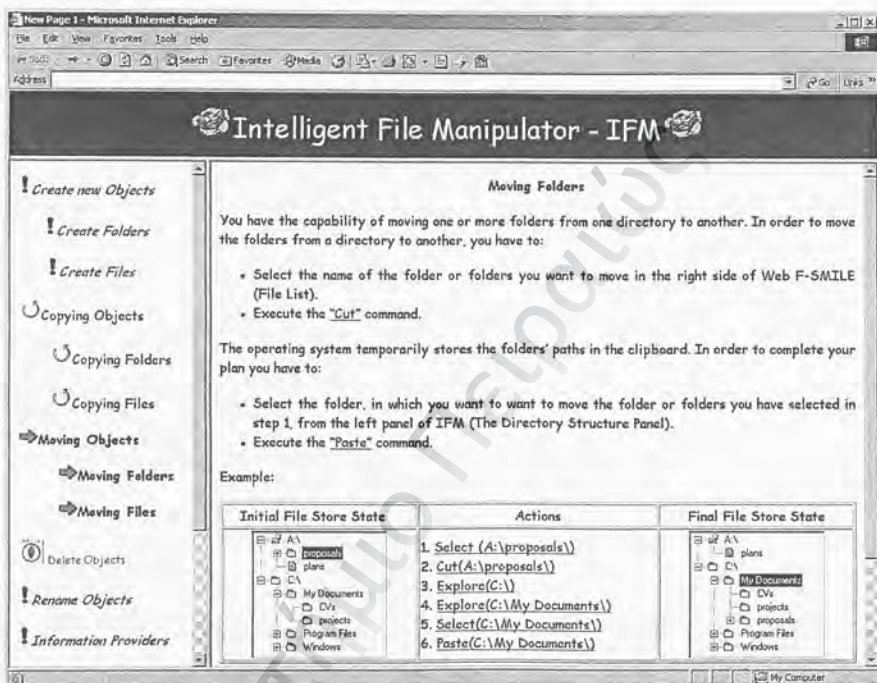 New Page 1 - Microsoft Internet Explorer
File Edit View Favorites Tools Help
Search Favorites Media
Address
Go Links »
Intelligent File Manipulator - IFM
! Create new Objects
! Create Folders
! Create Files
Copying Objects
Copying Folders
Copying Files
Moving Objects
Moving Folders
Moving Files
Delete Objects
! Rename Objects
! Information Providers
Moving Folders
You have the capability of moving one or more folders from one directory to another. In order to move
the folders from a directory to another, you have to:
• Select the name of the folder or folders you want to move in the right side of Web F-SMILE
(File List).
• Execute the "Cut" command.
The operating system temporarily stores the folders' paths in the clipboard. In order to complete your
plan you have to:
• Select the folder, in which you want to want to move the folder or folders you have selected in
step 1, from the left panel of IFM (The Directory Structure Panel).
• Execute the "Paste" command.
Example:
Initial File Store State
A:\
proposals
plans
C:\
My Documents
CVs
projects
Program Files
Windows
Actions
1. Select (A:\proposals\)
2. Cut(A:\proposals\)
3. Explore(C:\)
4. Explore(C:\My Documents\)
5. Select(C:\My Documents\)
6. Paste(C:\My Documents\)
Final File Store State
A:\
plans
C:\
My Documents
CVs
projects
proposals
Program Files
Windows
My Computer
Πειραιώς